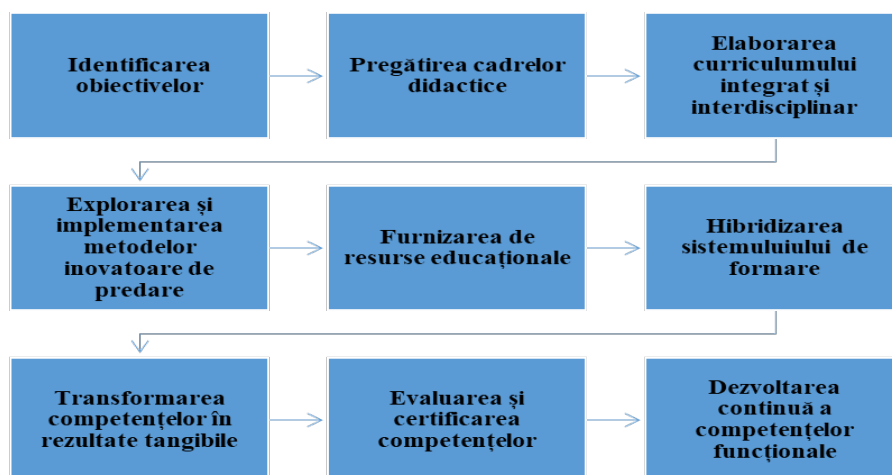 Identificarea
obiectivelor
Pregătirea cadrelor
didactice
Elaborarea
curriculumului
integrat și
interdisciplinar
Explorarea și
implementarea
metodelor
inovatoare de
predare
Furnizarea de
resurse educaționale
Hibridizarea
sistemuluiului de
formare
Transformarea
competențelor în
rezultate tangibile
Evaluarea și
certificarea
competențelor
Dezvoltarea
continuă a
competențelor
funcționale